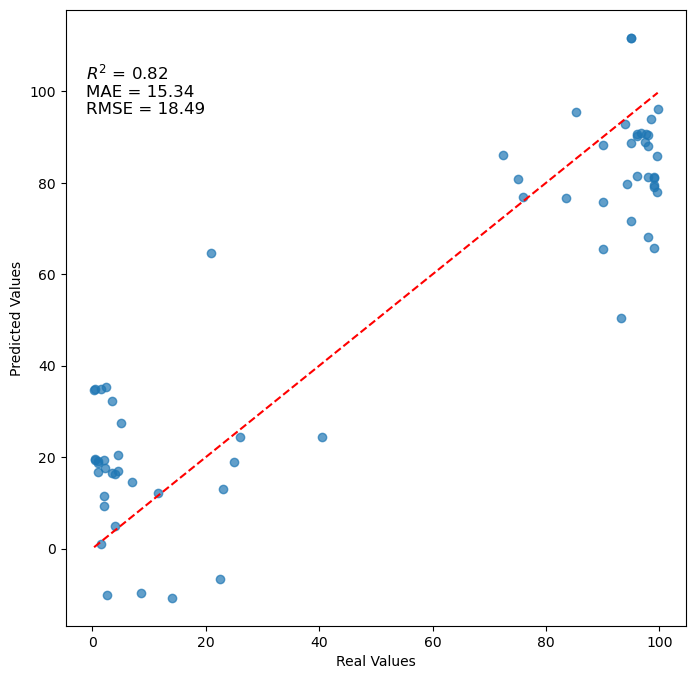 R² = 0.82
MAE = 15.34
RMSE = 18.49
100
80
60
40
20
0
Predicted Values
0 20 40 60 80 100
Real Values